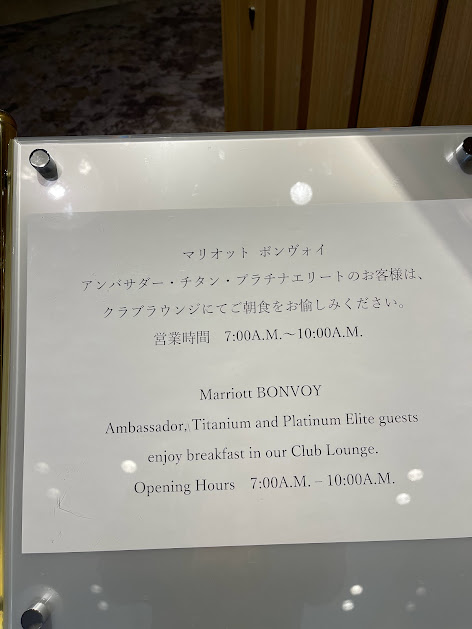 マリオット ボンヴォイ
アンバサダー・チタン・プラチナエリートのお客様は、
クラブラウンジにてご朝食をお愉しみください。
営業時間　7:00A.M.～10:00A.M.
Marriott BONVOY
Ambassador, Titanium and Platinum Elite guests
enjoy breakfast in our Club Lounge.
Opening Hours　7:00A.M. – 10:00A.M.